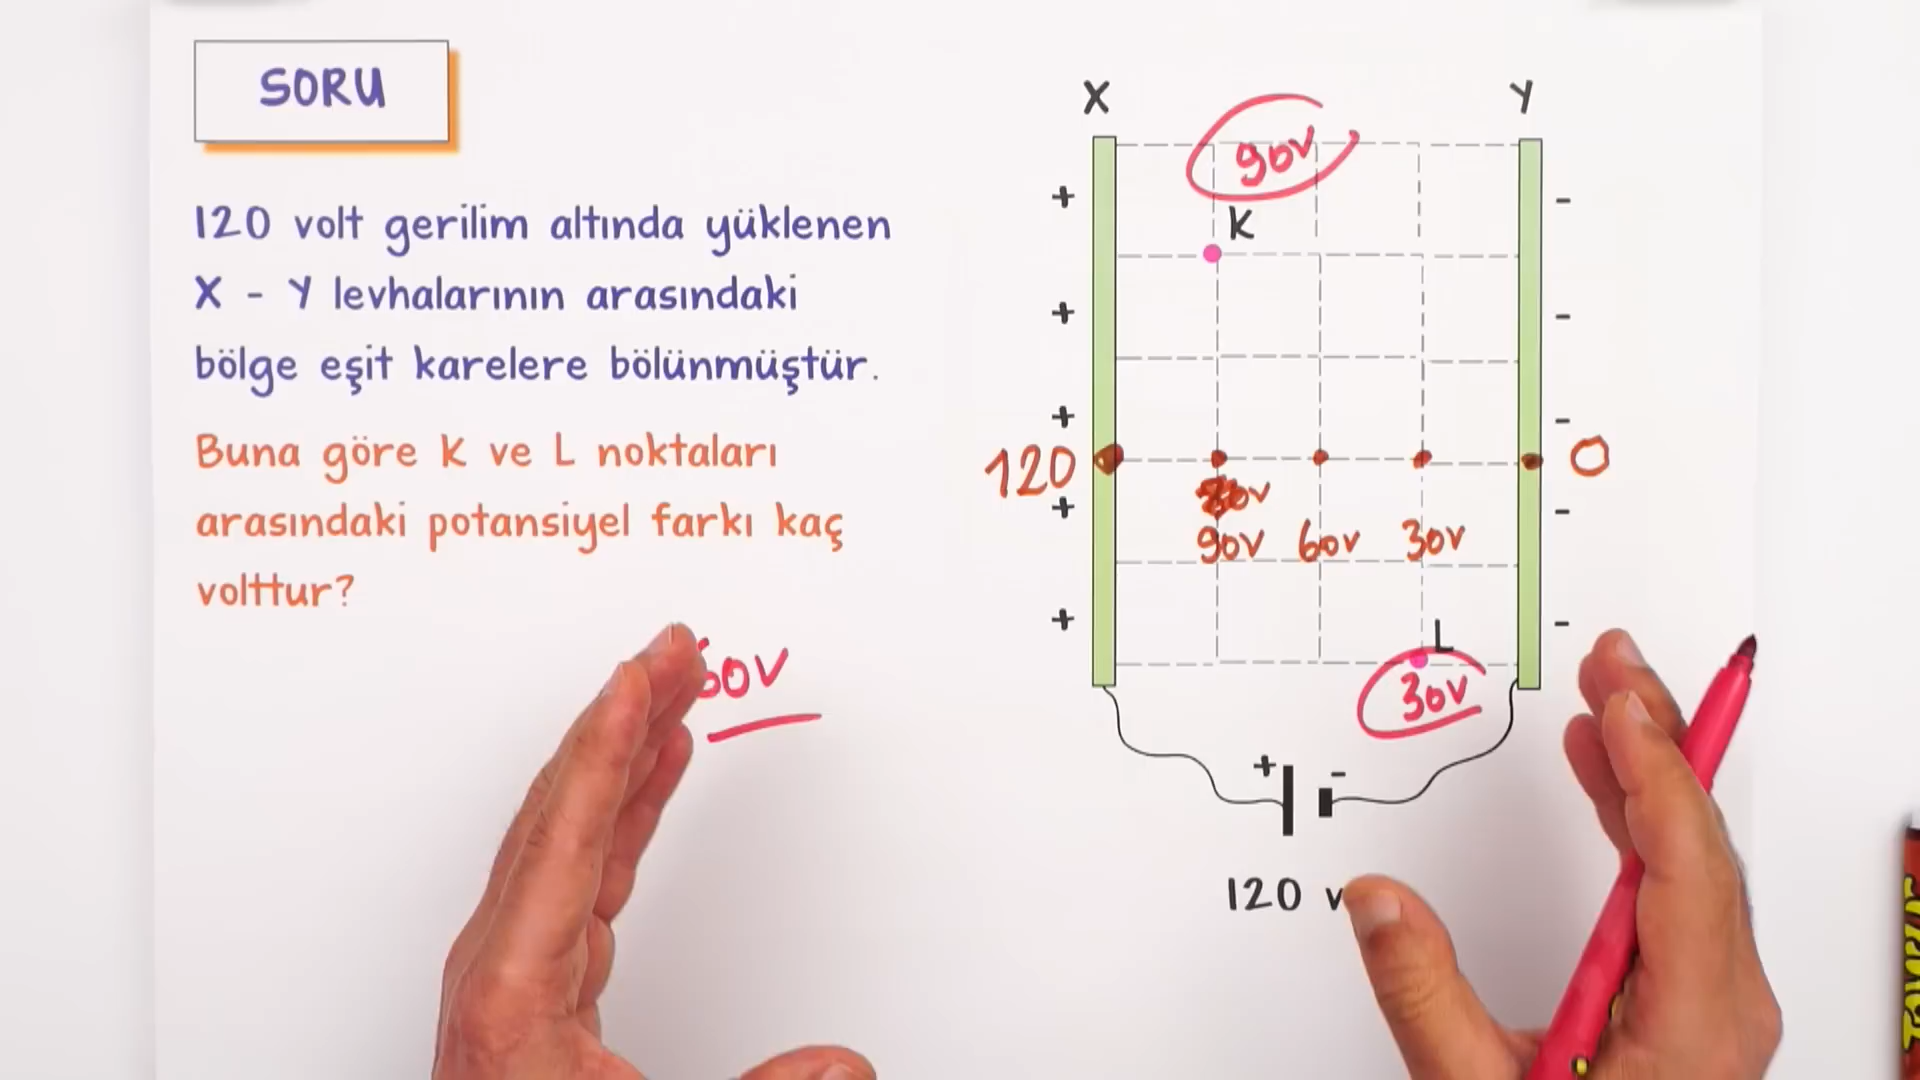 SORU
120 volt gerilim altında yüklenen
X - Y levhalarının arasındaki
bölge eşit karelere bölünmüştür.
Buna göre K ve L noktaları
arasındaki potansiyel farkı kaç
volttur?
60V
X
Y
90V
K
+ -
+ -
+ -
120
0
+ -
90V 60V 30V
+ -
L
30V
+ -
120 v